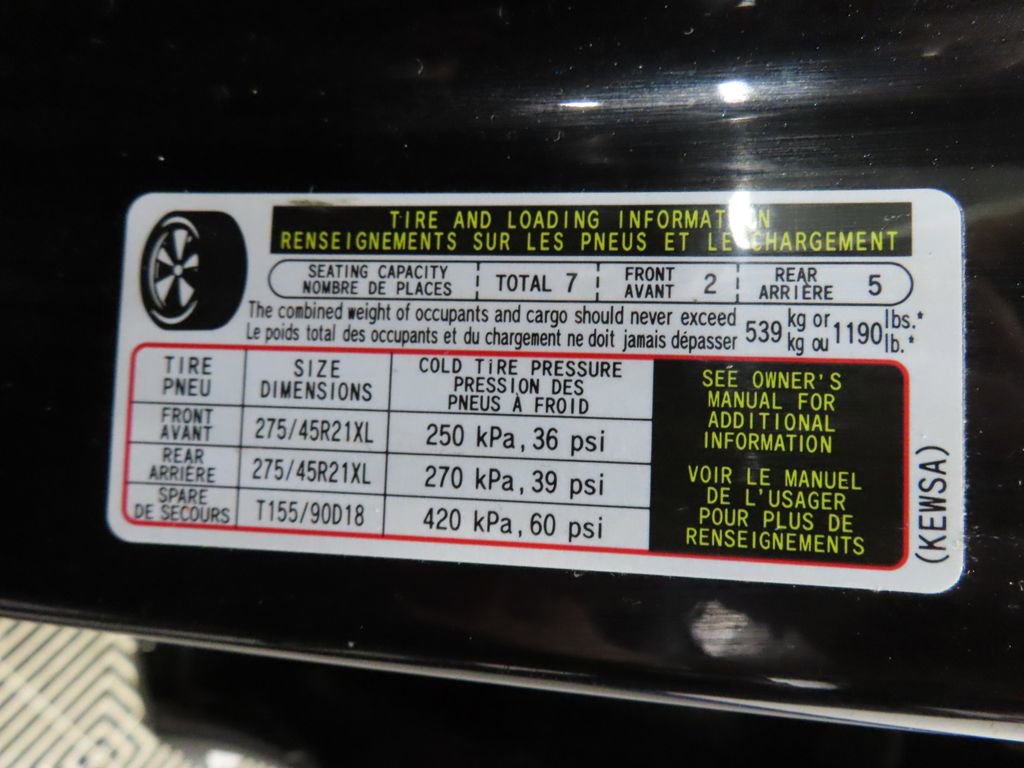 TIRE AND LOADING INFORMATION
RENSEIGNEMENTS SUR LES PNEUS ET LE CHARGEMENT
SEATING CAPACITY
NOMBRE DE PLACES
TOTAL 7
FRONT
AVANT
2
REAR
ARRIÈRE
5
The combined weight of occupants and cargo should never exceed
Le poids total des occupants et du chargement ne doit jamais dépasser
539 kg or 1190 lbs.*
kg ou lb.*
TIRE
PNEU
SIZE
DIMENSIONS
COLD TiRE PRESSURE
PRESSION DES
PNEUS À FROID
FRONT
AVANT
275/45R21XL
250 kPa, 36 psi
REAR
ARRIÈRE
275/45R21XL
270 kPa, 39 psi
SPARE
DE SECOURS
T155/90D18
420 kPa, 60 psi
SEE OWNER'S
MANUAL FOR
ADDITIONAL
INFORMATION
VOIR LE MANUEL
DE L'USAGER
POUR PLUS DE
RENSEIGNEMENTS
(KEWSA)